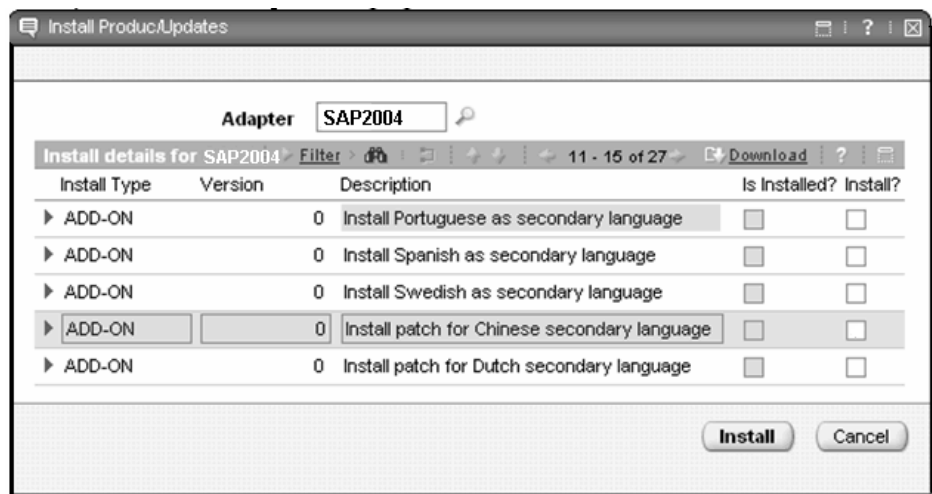 Install Produc/Updates ?
Adapter SAP2004
Install details for SAP2004 Filter 11 - 15 of 27 Download ?
Install Type Version Description Is Installed? Install?
ADD-ON 0 Install Portuguese as secondary language
ADD-ON 0 Install Spanish as secondary language
ADD-ON 0 Install Swedish as secondary language
ADD-ON 0 Install patch for Chinese secondary language
ADD-ON 0 Install patch for Dutch secondary language
Install Cancel